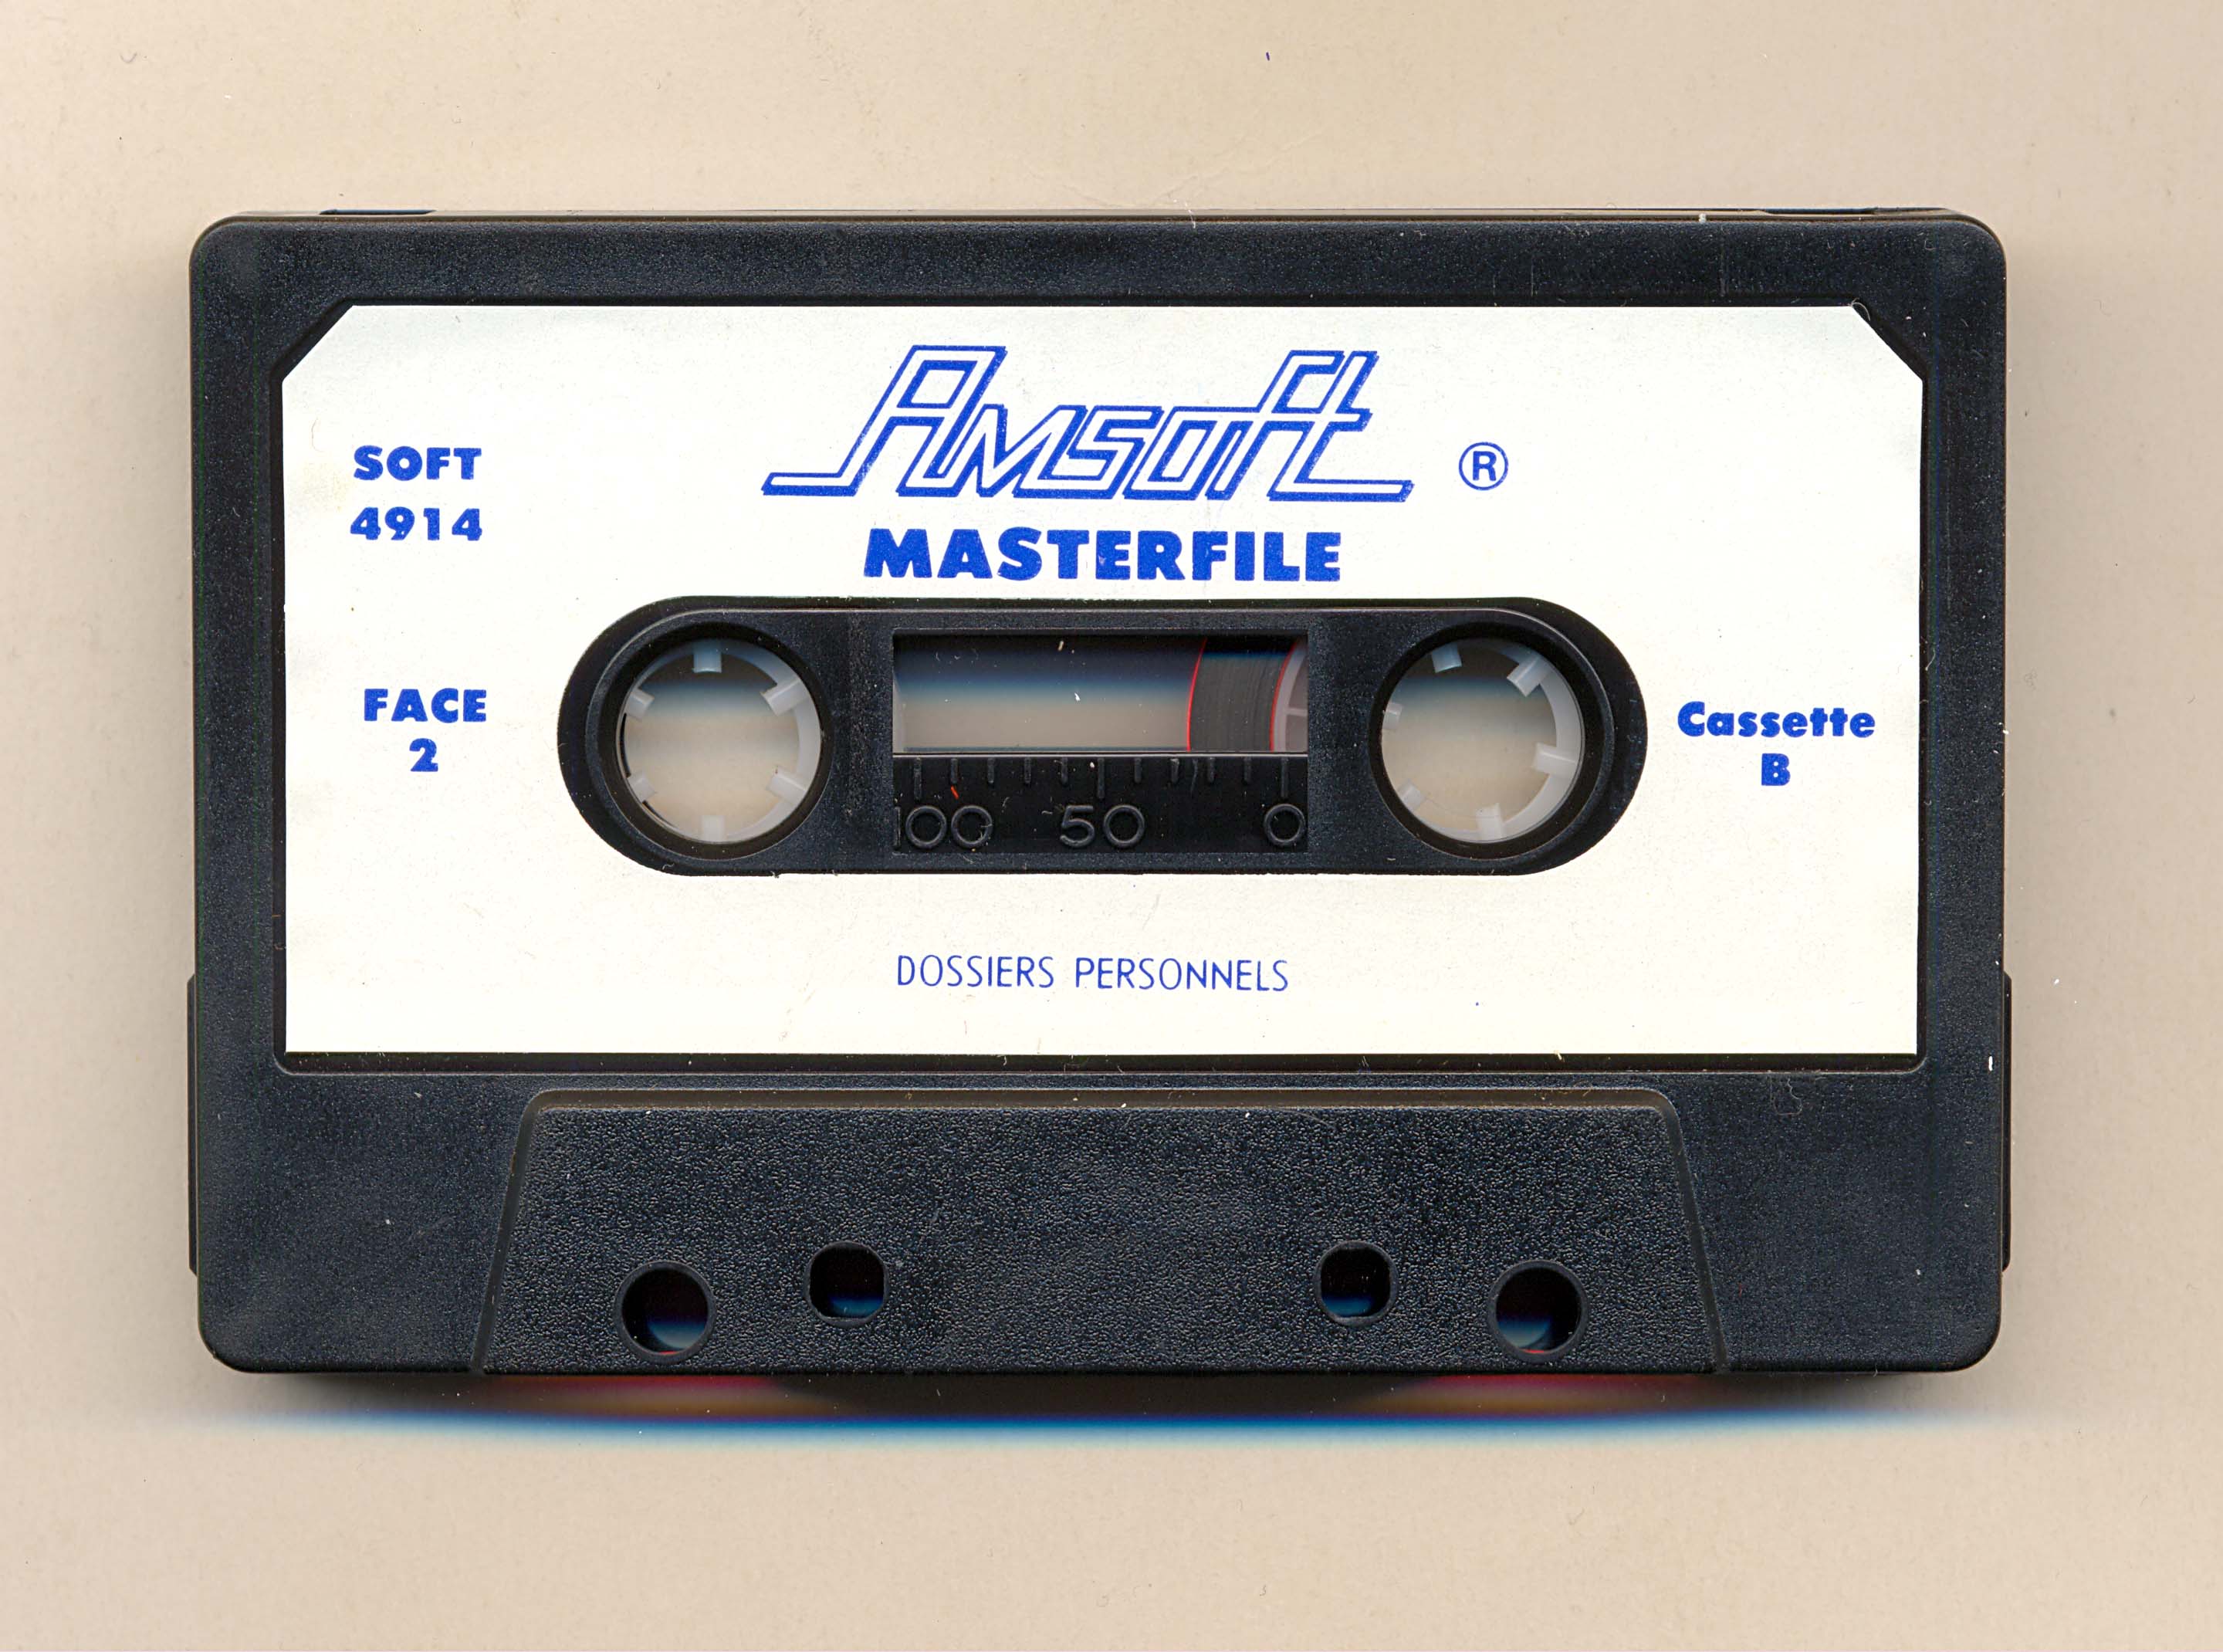 Amsoft ®
SOFT
4914
MASTERFILE
FACE
2
Cassette
B
100 50 0
DOSSIERS PERSONNELS